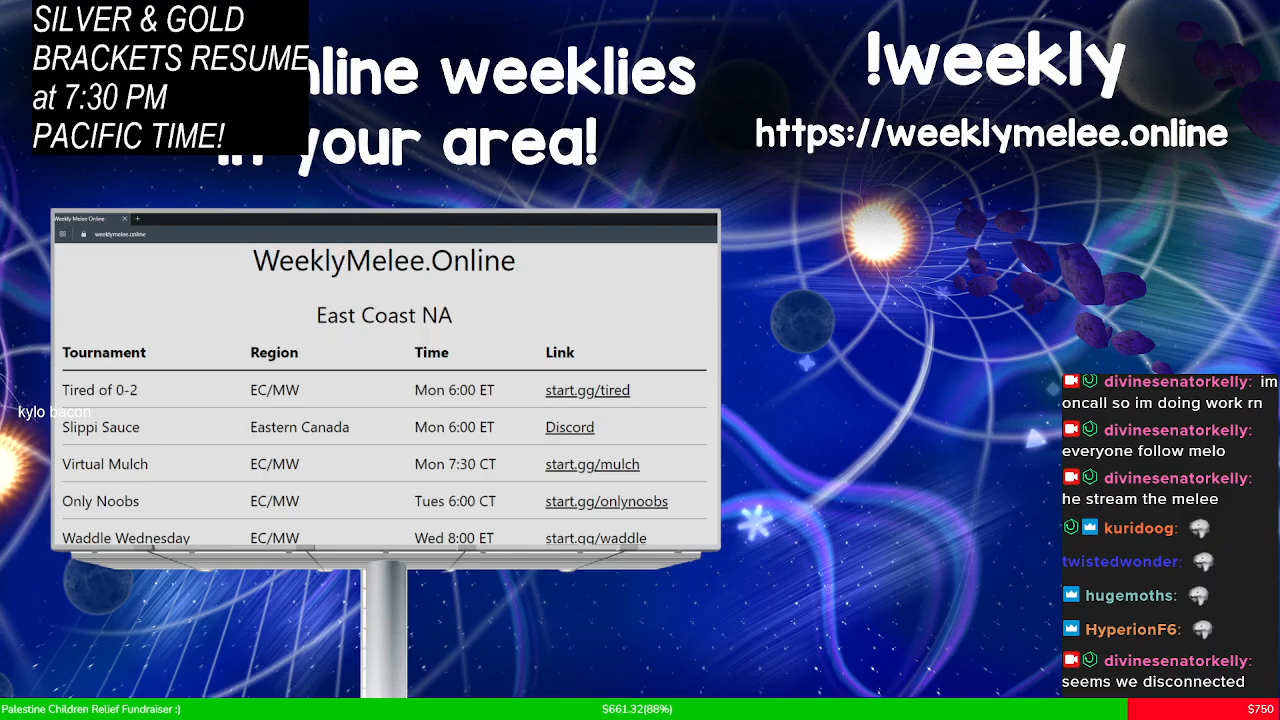 SILVER & GOLD
BRACKETS RESUME
at 7:30 PM
PACIFIC TIME!
nline weeklies
in your area!
!weekly
https://weeklymelee.online
Weekly Melee Online
weeklymelee.online
WeeklyMelee.Online
East Coast NA
Tournament Region Time Link
Tired of 0-2 EC/MW Mon 6:00 ET start.gg/tired
kylo bacon
Slippi Sauce Eastern Canada Mon 6:00 ET Discord
Virtual Mulch EC/MW Mon 7:30 CT start.gg/mulch
Only Noobs EC/MW Tues 6:00 CT start.gg/onlynoobs
Waddle Wednesday EC/MW Wed 8:00 ET start.gg/waddle
divinesenatorkelly: im
oncall so im doing work rn
divinesenatorkelly:
everyone follow melo
divinesenatorkelly:
he stream the melee
kuridoog:
twistedwonder:
hugemoths:
HyperionF6:
divinesenatorkelly:
seems we disconnected
Palestine Children Relief Fundraiser :) $661.32(88%) $750